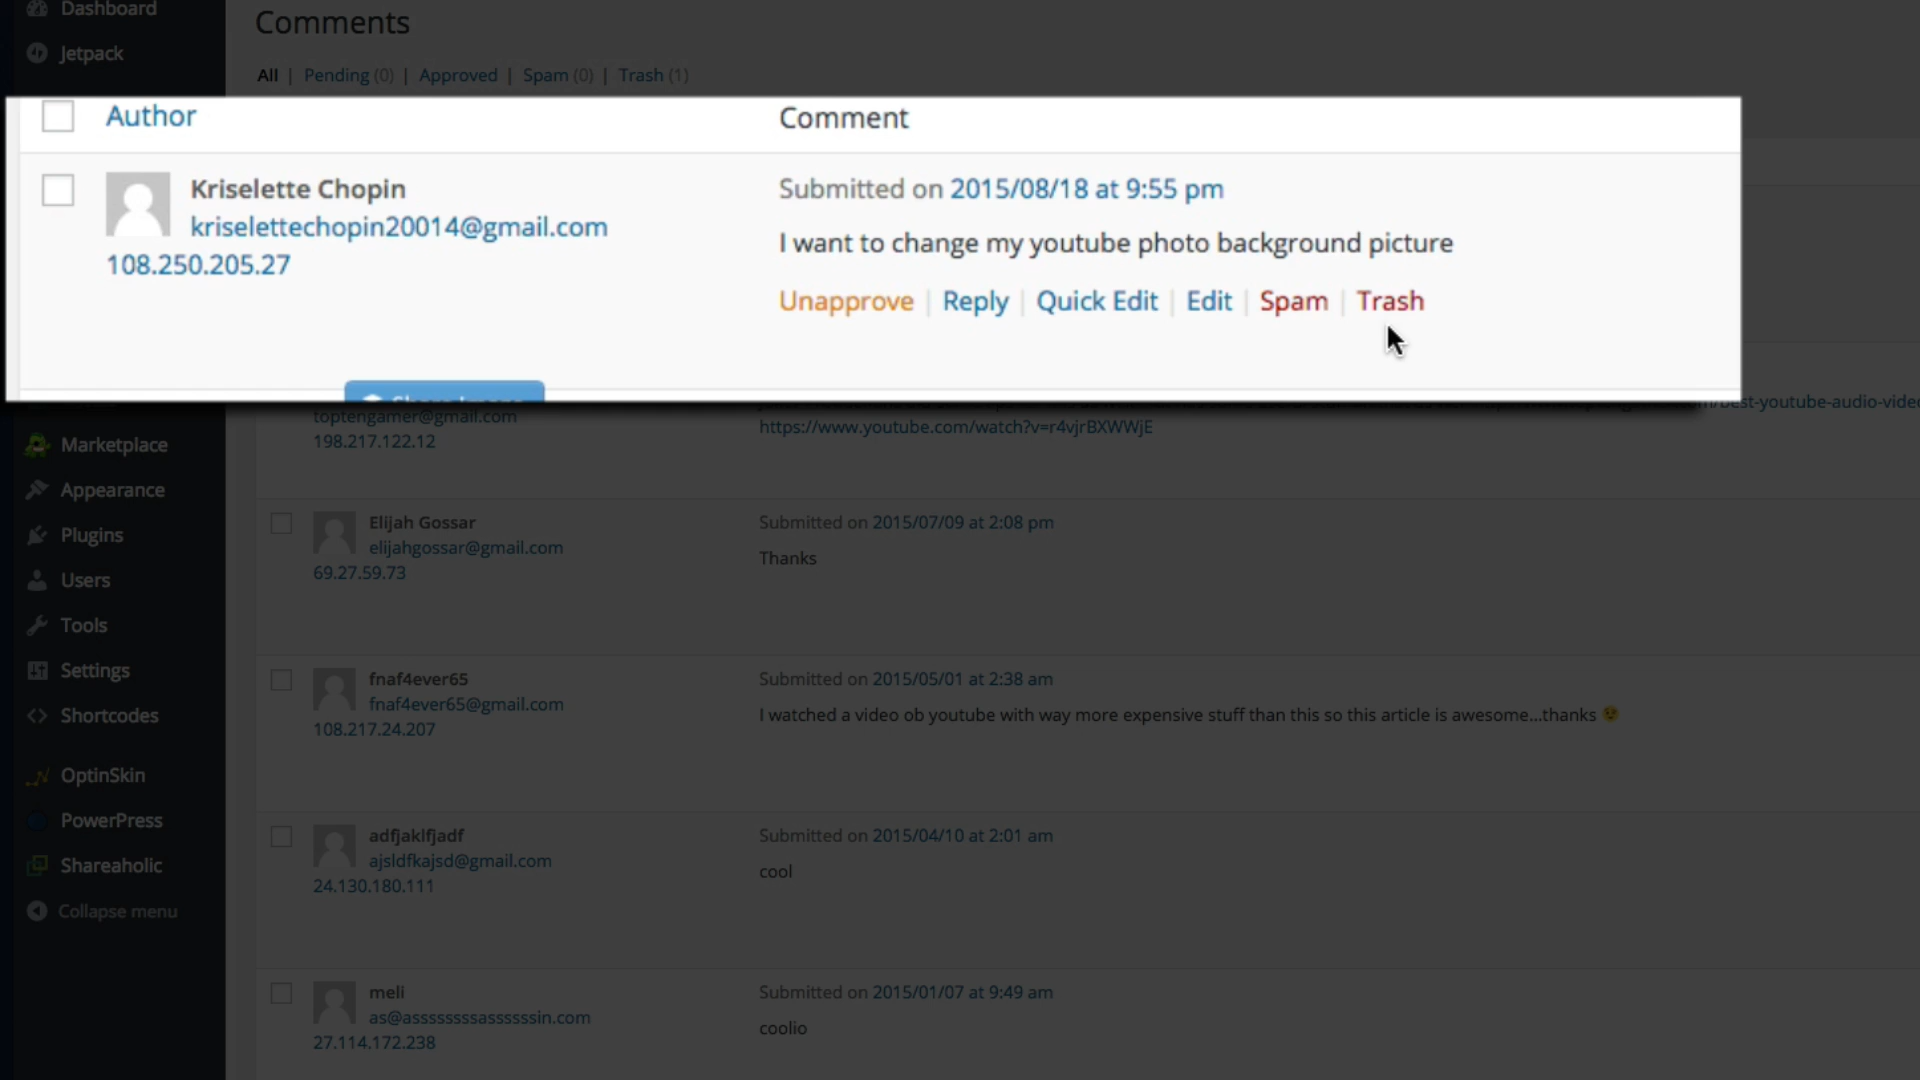 Dashboard
Jetpack
Comments
All | Pending (0) | Approved | Spam (0) | Trash (1)
Author
Comment
Kriselette Chopin
kriselettechopin20014@gmail.com
108.250.205.27
Submitted on 2015/08/18 at 9:55 pm
I want to change my youtube photo background picture
Unapprove | Reply | Quick Edit | Edit | Spam | Trash
toptengamer@gmail.com
198.217.122.12
/best-youtube-audio-video
https://www.youtube.com/watch?v=r4vjrBXWWjE
Marketplace
Appearance
Plugins
Users
Tools
Settings
Shortcodes
OptinSkin
PowerPress
Shareaholic
Collapse menu
Elijah Gossar
elijahgossar@gmail.com
69.27.59.73
Submitted on 2015/07/09 at 2:08 pm
Thanks
fnaf4ever65
fnaf4ever65@gmail.com
108.217.24.207
Submitted on 2015/05/01 at 2:38 am
I watched a video ob youtube with way more expensive stuff than this so this article is awesome...thanks 😉
adfjaklfjadf
ajsldfkajsd@gmail.com
24.130.180.111
Submitted on 2015/04/10 at 2:01 am
cool
meli
as@asssssssassssssin.com
27.114.172.238
Submitted on 2015/01/07 at 9:49 am
coolio